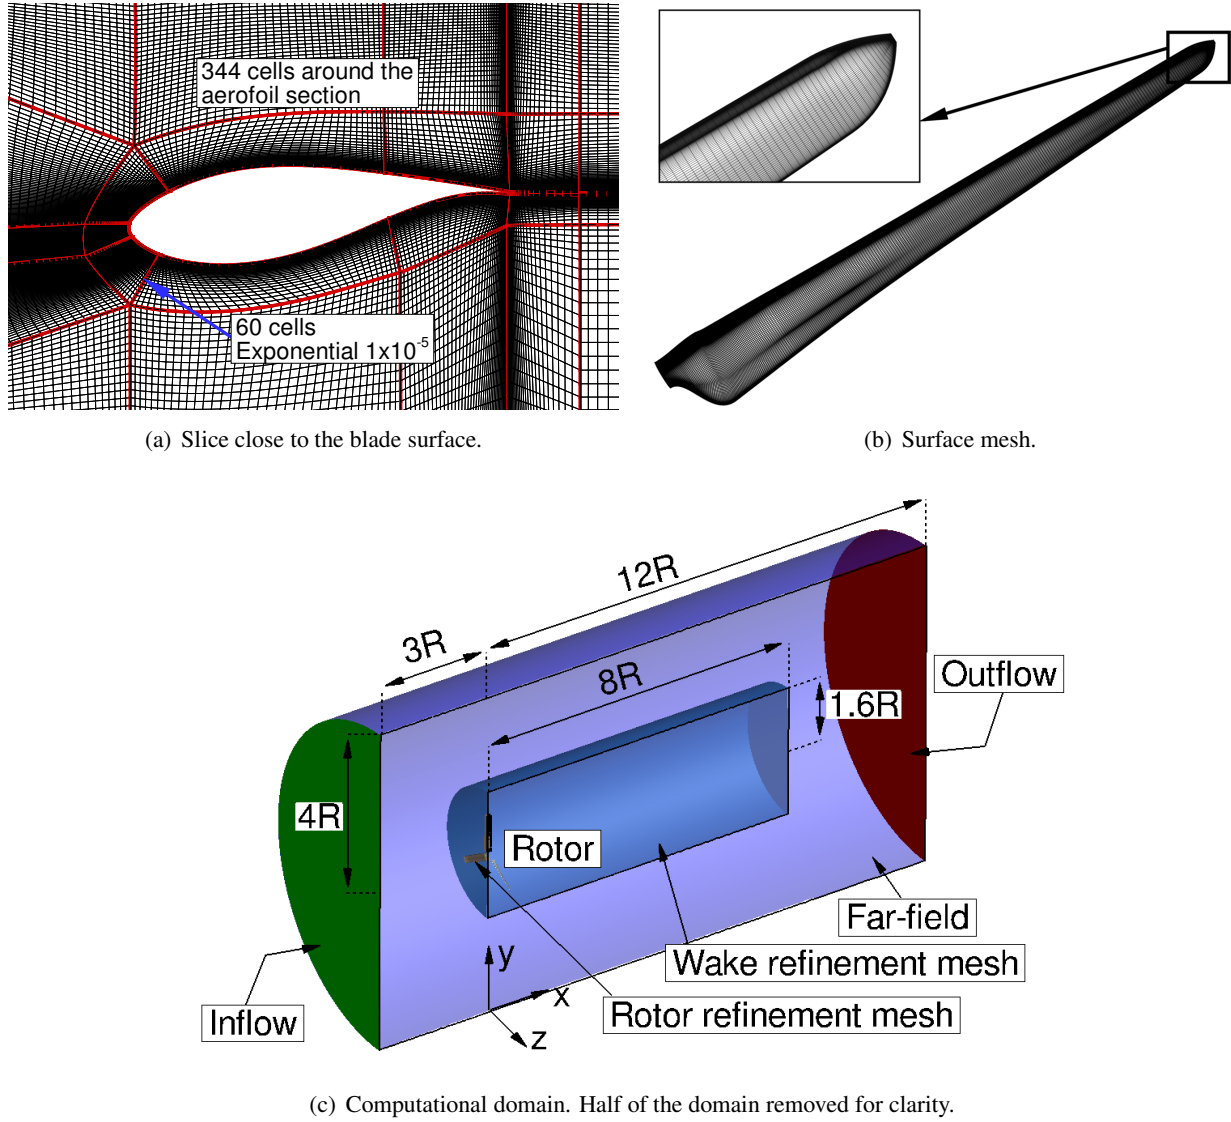 344 cells around the
aerofoil section
60 cells
Exponential 1x10⁻⁵
(a) Slice close to the blade surface.
(b) Surface mesh.
12R
3R
8R
Outflow
1.6R
4R
Rotor
Far-field
Wake refinement mesh
y
x
Inflow
Rotor refinement mesh
z
(c) Computational domain. Half of the domain removed for clarity.